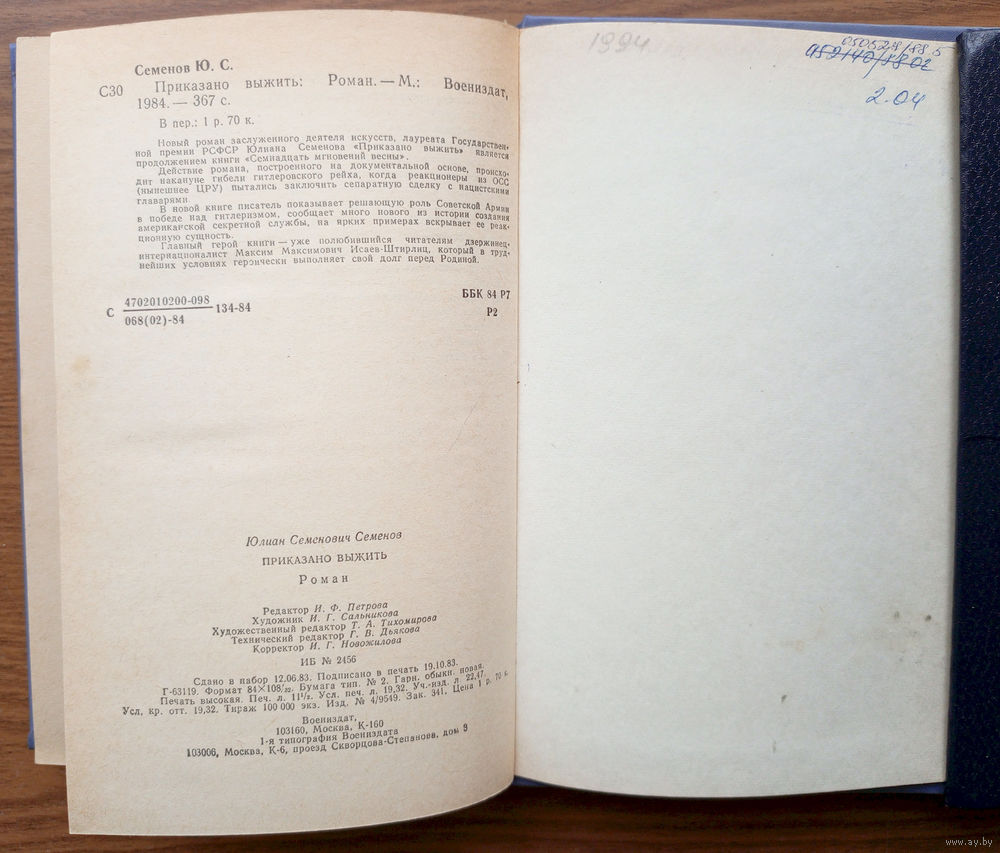 Семенов Ю. С.
С30 Приказано выжить: Роман. — М.: Воениздат,
1984. — 367 с.
В пер.: 1 р. 70 к.
Новый роман заслуженного деятеля искусств, лауреата Государствен-
ной премии РСФСР Юлиана Семенова «Приказано выжить» является
продолжением книги «Семнадцать мгновений весны».
Действие романа, построенного на документальной основе, происхо-
дит накануне гибели гитлеровского рейха, когда реакционеры из ОСС
(нынешнее ЦРУ) пытались заключить сепаратную сделку с нацистскими
главарями.
В новой книге писатель показывает решающую роль Советской Армии
в победе над гитлеризмом, сообщает много нового из истории создания
американской секретной службы, на ярких примерах вскрывает ее реак-
ционную сущность.
Главный герой книги — уже полюбившийся читателям дзержинец-
интернационалист Максим Максимович Исаев-Штирлиц, который в труд-
нейших условиях героически выполняет свой долг перед Родиной.
С 4702010200-098 134-84
068(02)-84
ББК 84 Р7
Р2
Юлиан Семенович Семенов
ПРИКАЗАНО ВЫЖИТЬ
Роман
Редактор И. Ф. Петрова
Художник И. Г. Сальникова
Художественный редактор Т. А. Тихомирова
Технический редактор Г. В. Дьякова
Корректор И. Г. Новожилова
ИБ № 2456
Сдано в набор 12.06.83. Подписано в печать 19.10.83.
Г-63119. Формат 84×108/32. Бумага тип. № 2. Гарн. обыкн. новая.
Печать высокая. Печ. л. 11½. Усл. печ. л. 19,32. Уч.-изд. л 22,47.
Усл. кр. отт. 19,32. Тираж 100 000 экз. Изд. № 4/9549. Зак. 341. Цена 1 р. 70 к.
Воениздат,
103160, Москва, К-160
1-я типография Воениздата
103006, Москва, К-6, проезд Скворцова-Степанова, дом 3
1994
05052,8/88.5
2.04
www.ay.by